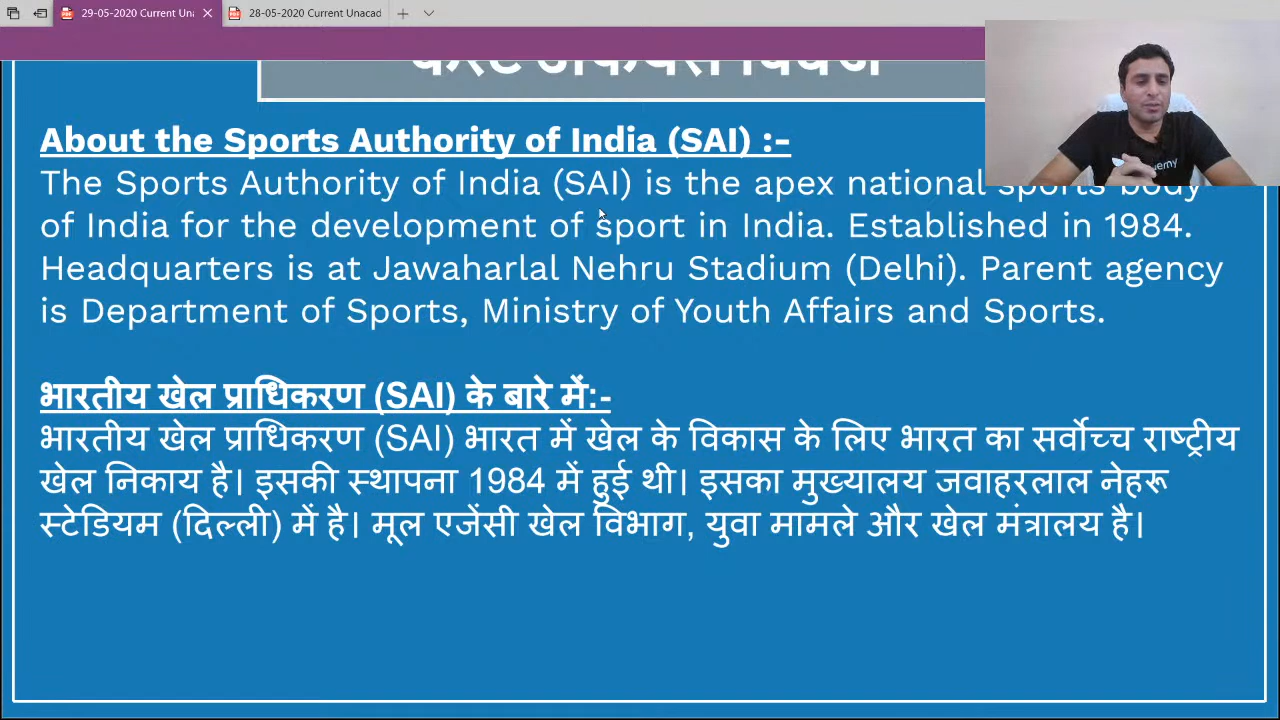 29-05-2020 Current Una
28-05-2020 Current Unacad
करेंट अफेयर्स विथ
About the Sports Authority of India (SAI) :-
The Sports Authority of India (SAI) is the apex national sports body
of India for the development of sport in India. Established in 1984.
Headquarters is at Jawaharlal Nehru Stadium (Delhi). Parent agency
is Department of Sports, Ministry of Youth Affairs and Sports.
भारतीय खेल प्राधिकरण (SAI) के बारे में:-
भारतीय खेल प्राधिकरण (SAI) भारत में खेल के विकास के लिए भारत का सर्वोच्च राष्ट्रीय
खेल निकाय है। इसकी स्थापना 1984 में हुई थी। इसका मुख्यालय जवाहरलाल नेहरू
स्टेडियम (दिल्ली) में है। मूल एजेंसी खेल विभाग, युवा मामले और खेल मंत्रालय है।